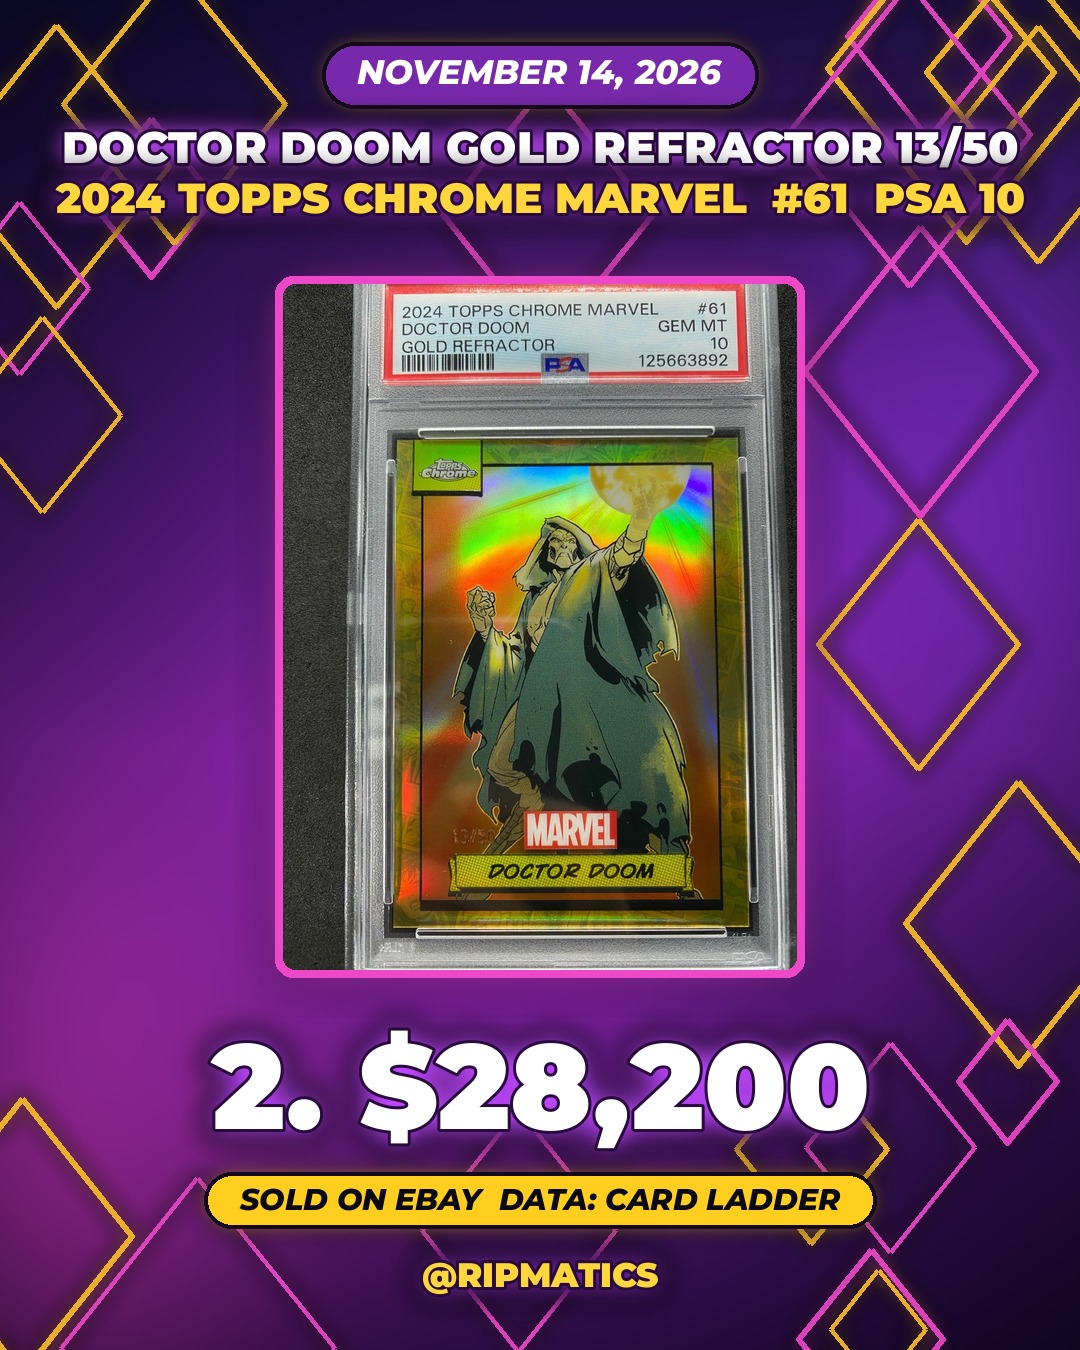 NOVEMBER 14, 2026
DOCTOR DOOM GOLD REFRACTOR 13/50
2024 TOPPS CHROME MARVEL #61 PSA 10
2024 TOPPS CHROME MARVEL #61
DOCTOR DOOM GEM MT
GOLD REFRACTOR 10
PSA 125663892
Topps Chrome
13/50
MARVEL
DOCTOR DOOM
2. $28,200
SOLD ON EBAY DATA: CARD LADDER
@RIPMATICS